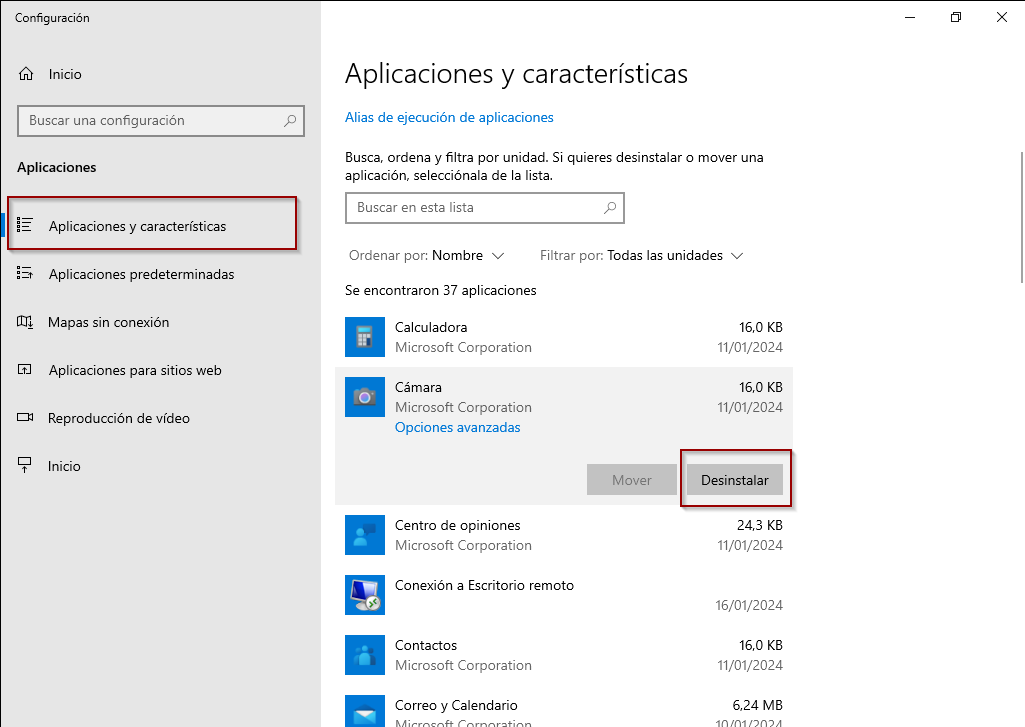 Configuración
Inicio
Buscar una configuración
Aplicaciones
Aplicaciones y características
Aplicaciones predeterminadas
Mapas sin conexión
Aplicaciones para sitios web
Reproducción de vídeo
Inicio
Aplicaciones y características
Alias de ejecución de aplicaciones
Busca, ordena y filtra por unidad. Si quieres desinstalar o mover una
aplicación, selecciónala de la lista.
Buscar en esta lista
Ordenar por: Nombre Filtrar por: Todas las unidades
Se encontraron 37 aplicaciones
Calculadora 16,0 KB
Microsoft Corporation 11/01/2024
Cámara 16,0 KB
Microsoft Corporation 11/01/2024
Opciones avanzadas
Mover Desinstalar
Centro de opiniones 24,3 KB
Microsoft Corporation 11/01/2024
Conexión a Escritorio remoto
16/01/2024
Contactos 16,0 KB
Microsoft Corporation 11/01/2024
Correo y Calendario 6,24 MB
Microsoft Corporation 10/01/2024